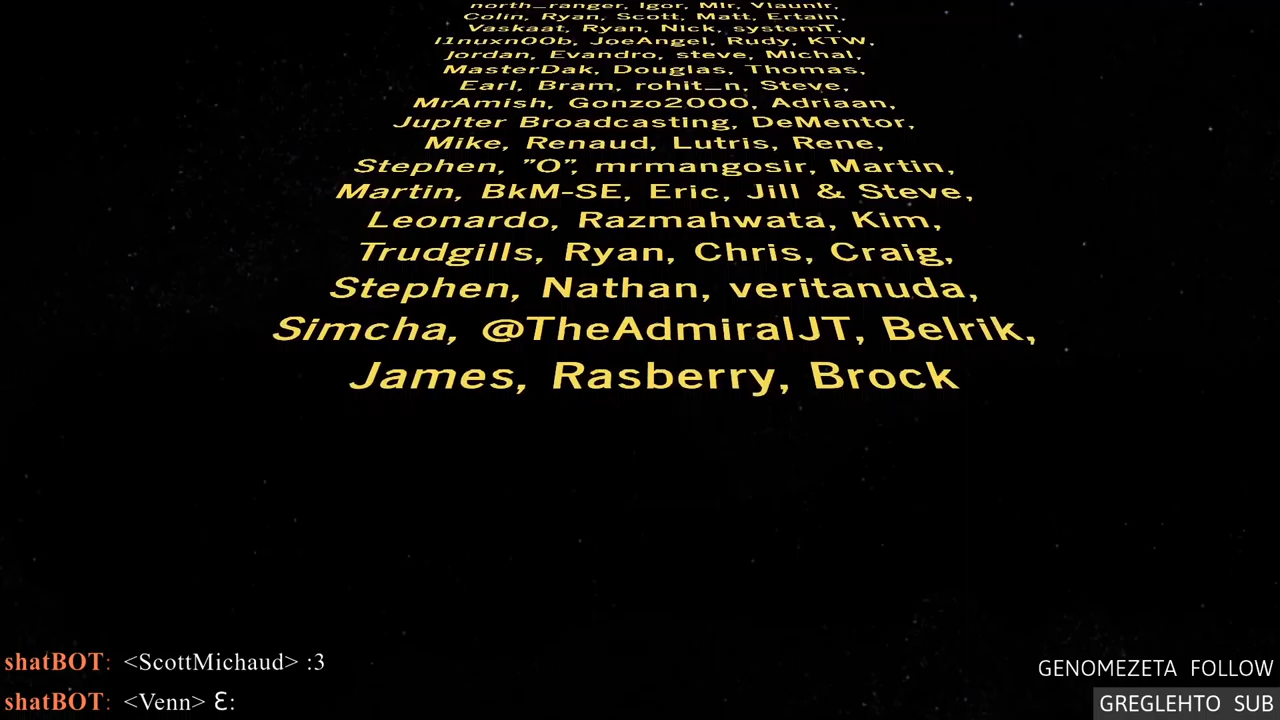 north_ranger, Igor, Mir, Vlaunir,
Colin, Ryan, Scott, Matt, Ertain,
Vaskaat, Ryan, Nick, systemT,
l1nuxn00b, JoeAngel, Rudy, KTW,
Jordan, Evandro, steve, Michal,
MasterDak, Douglas, Thomas,
Earl, Bram, rohit_n, Steve,
MrAmish, Gonzo2000, Adriaan,
Jupiter Broadcasting, DeMentor,
Mike, Renaud, Lutris, Rene,
Stephen, "O", mrmangosir, Martin,
Martin, BkM-SE, Eric, Jill & Steve,
Leonardo, Razmahwata, Kim,
Trudgills, Ryan, Chris, Craig,
Stephen, Nathan, veritanuda,
Simcha, @TheAdmiralJT, Belrik,
James, Rasberry, Brock
shatBOT: <ScottMichaud> :3
shatBOT: <Venn> Ɛ:
GENOMEZETA FOLLOW
GREGLEHTO SUB